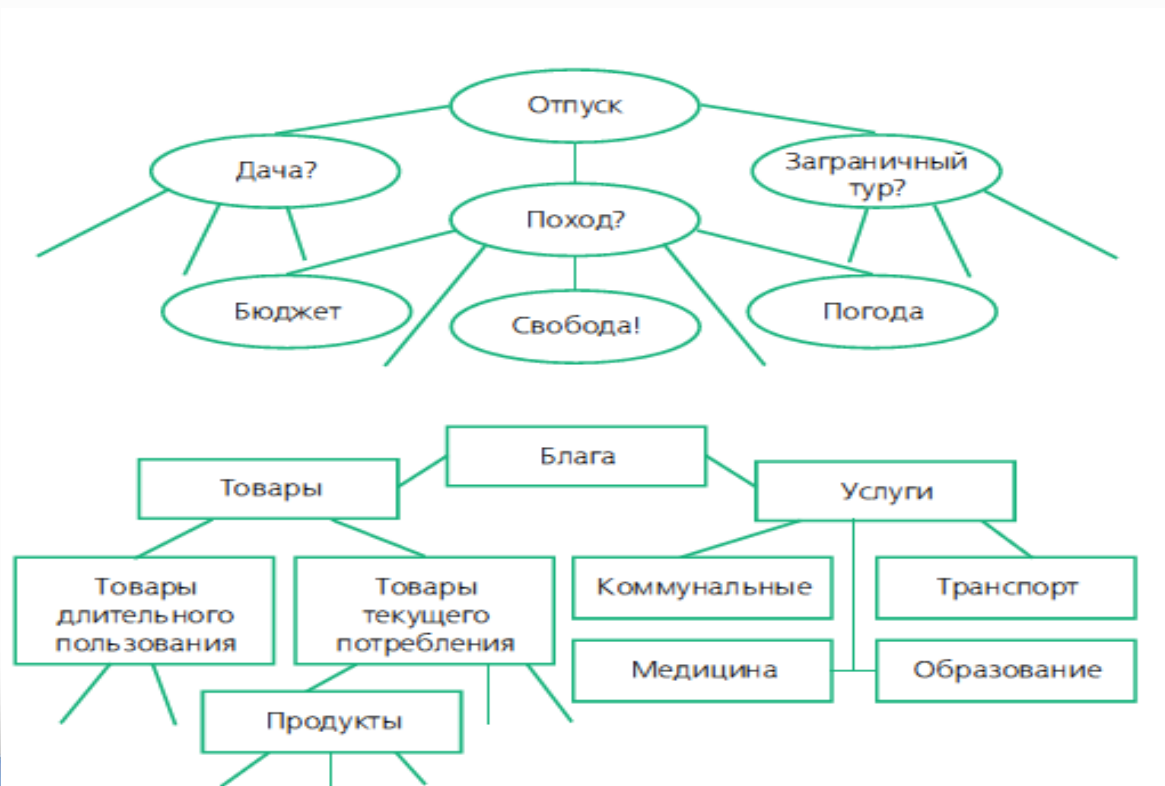 Отпуск
Дача?
Заграничный
тур?
Поход?
Бюджет
Свобода!
Погода
Блага
Товары
Услуги
Товары
длительного
пользования
Товары
текущего
потребления
Коммунальные
Транспорт
Медицина
Образование
Продукты